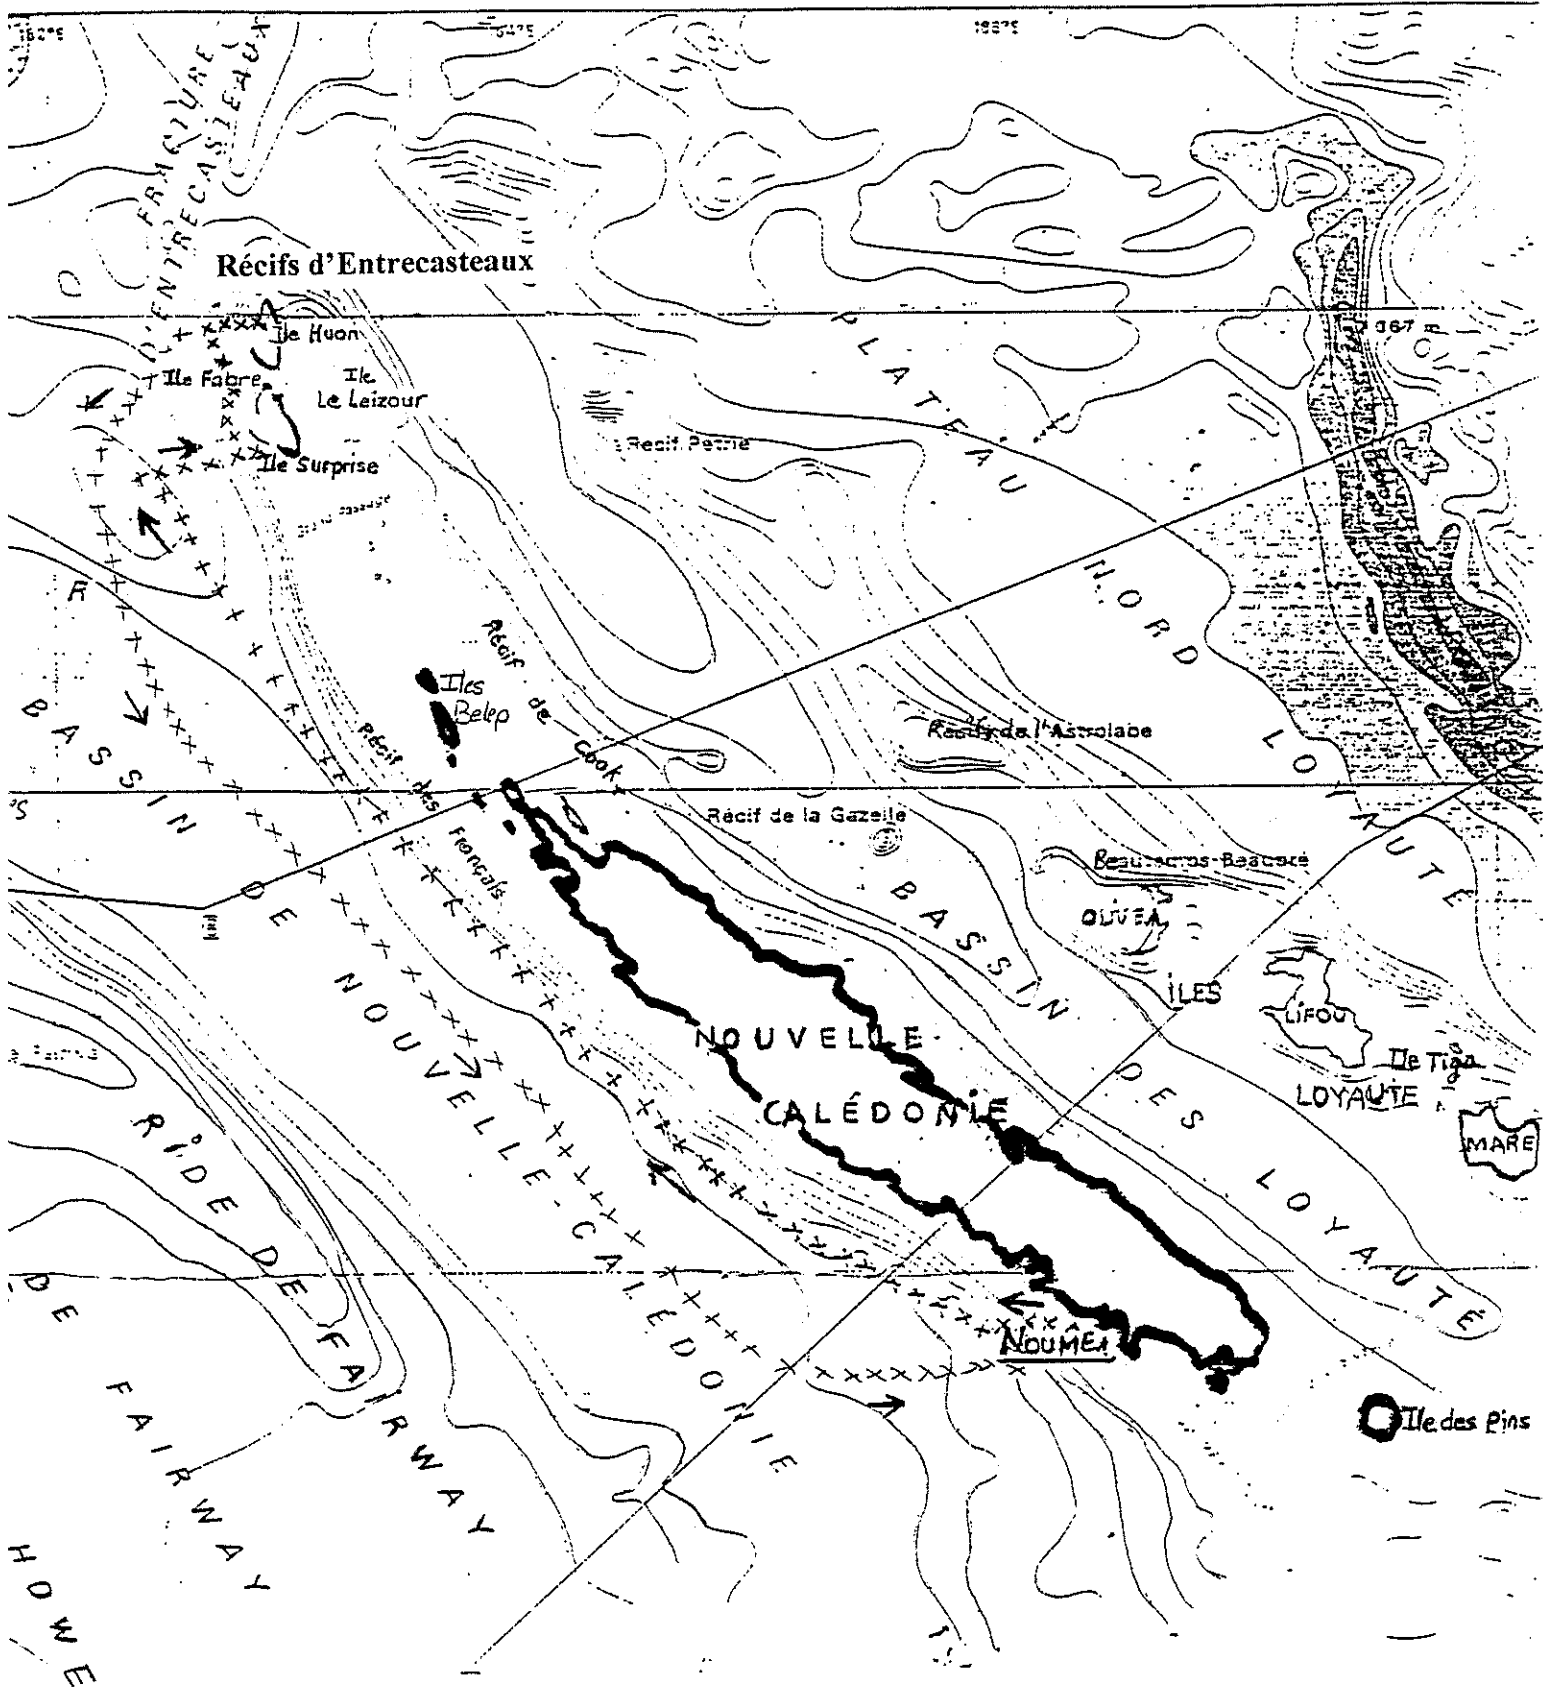 FRACTURE
D'ENTRECASTEAUX
Récifs d'Entrecasteaux
Ile Huon
Ile Fabre
Ile
Le Leizour
Ile Surprise
Récif Petrie
367 m
PLATEAU NORD LOYAUTÉ
Iles
Belep
Récif de Cook
Récif des Français
Récifs de l'Astrolabe
Récif de la Gazelle
BASSIN DE NOUVELLE-CALÉDONIE
BASSIN DES LOYAUTÉ
OUVEA
ÎLES
LIFOU
Ile Tiga
LOYAUTE
MARE
NOUVELLE
CALÉDONIE
NOUMEA
Ile des Pins
RIDE DE FAIRWAY
DE FAIRWAY
HOWE